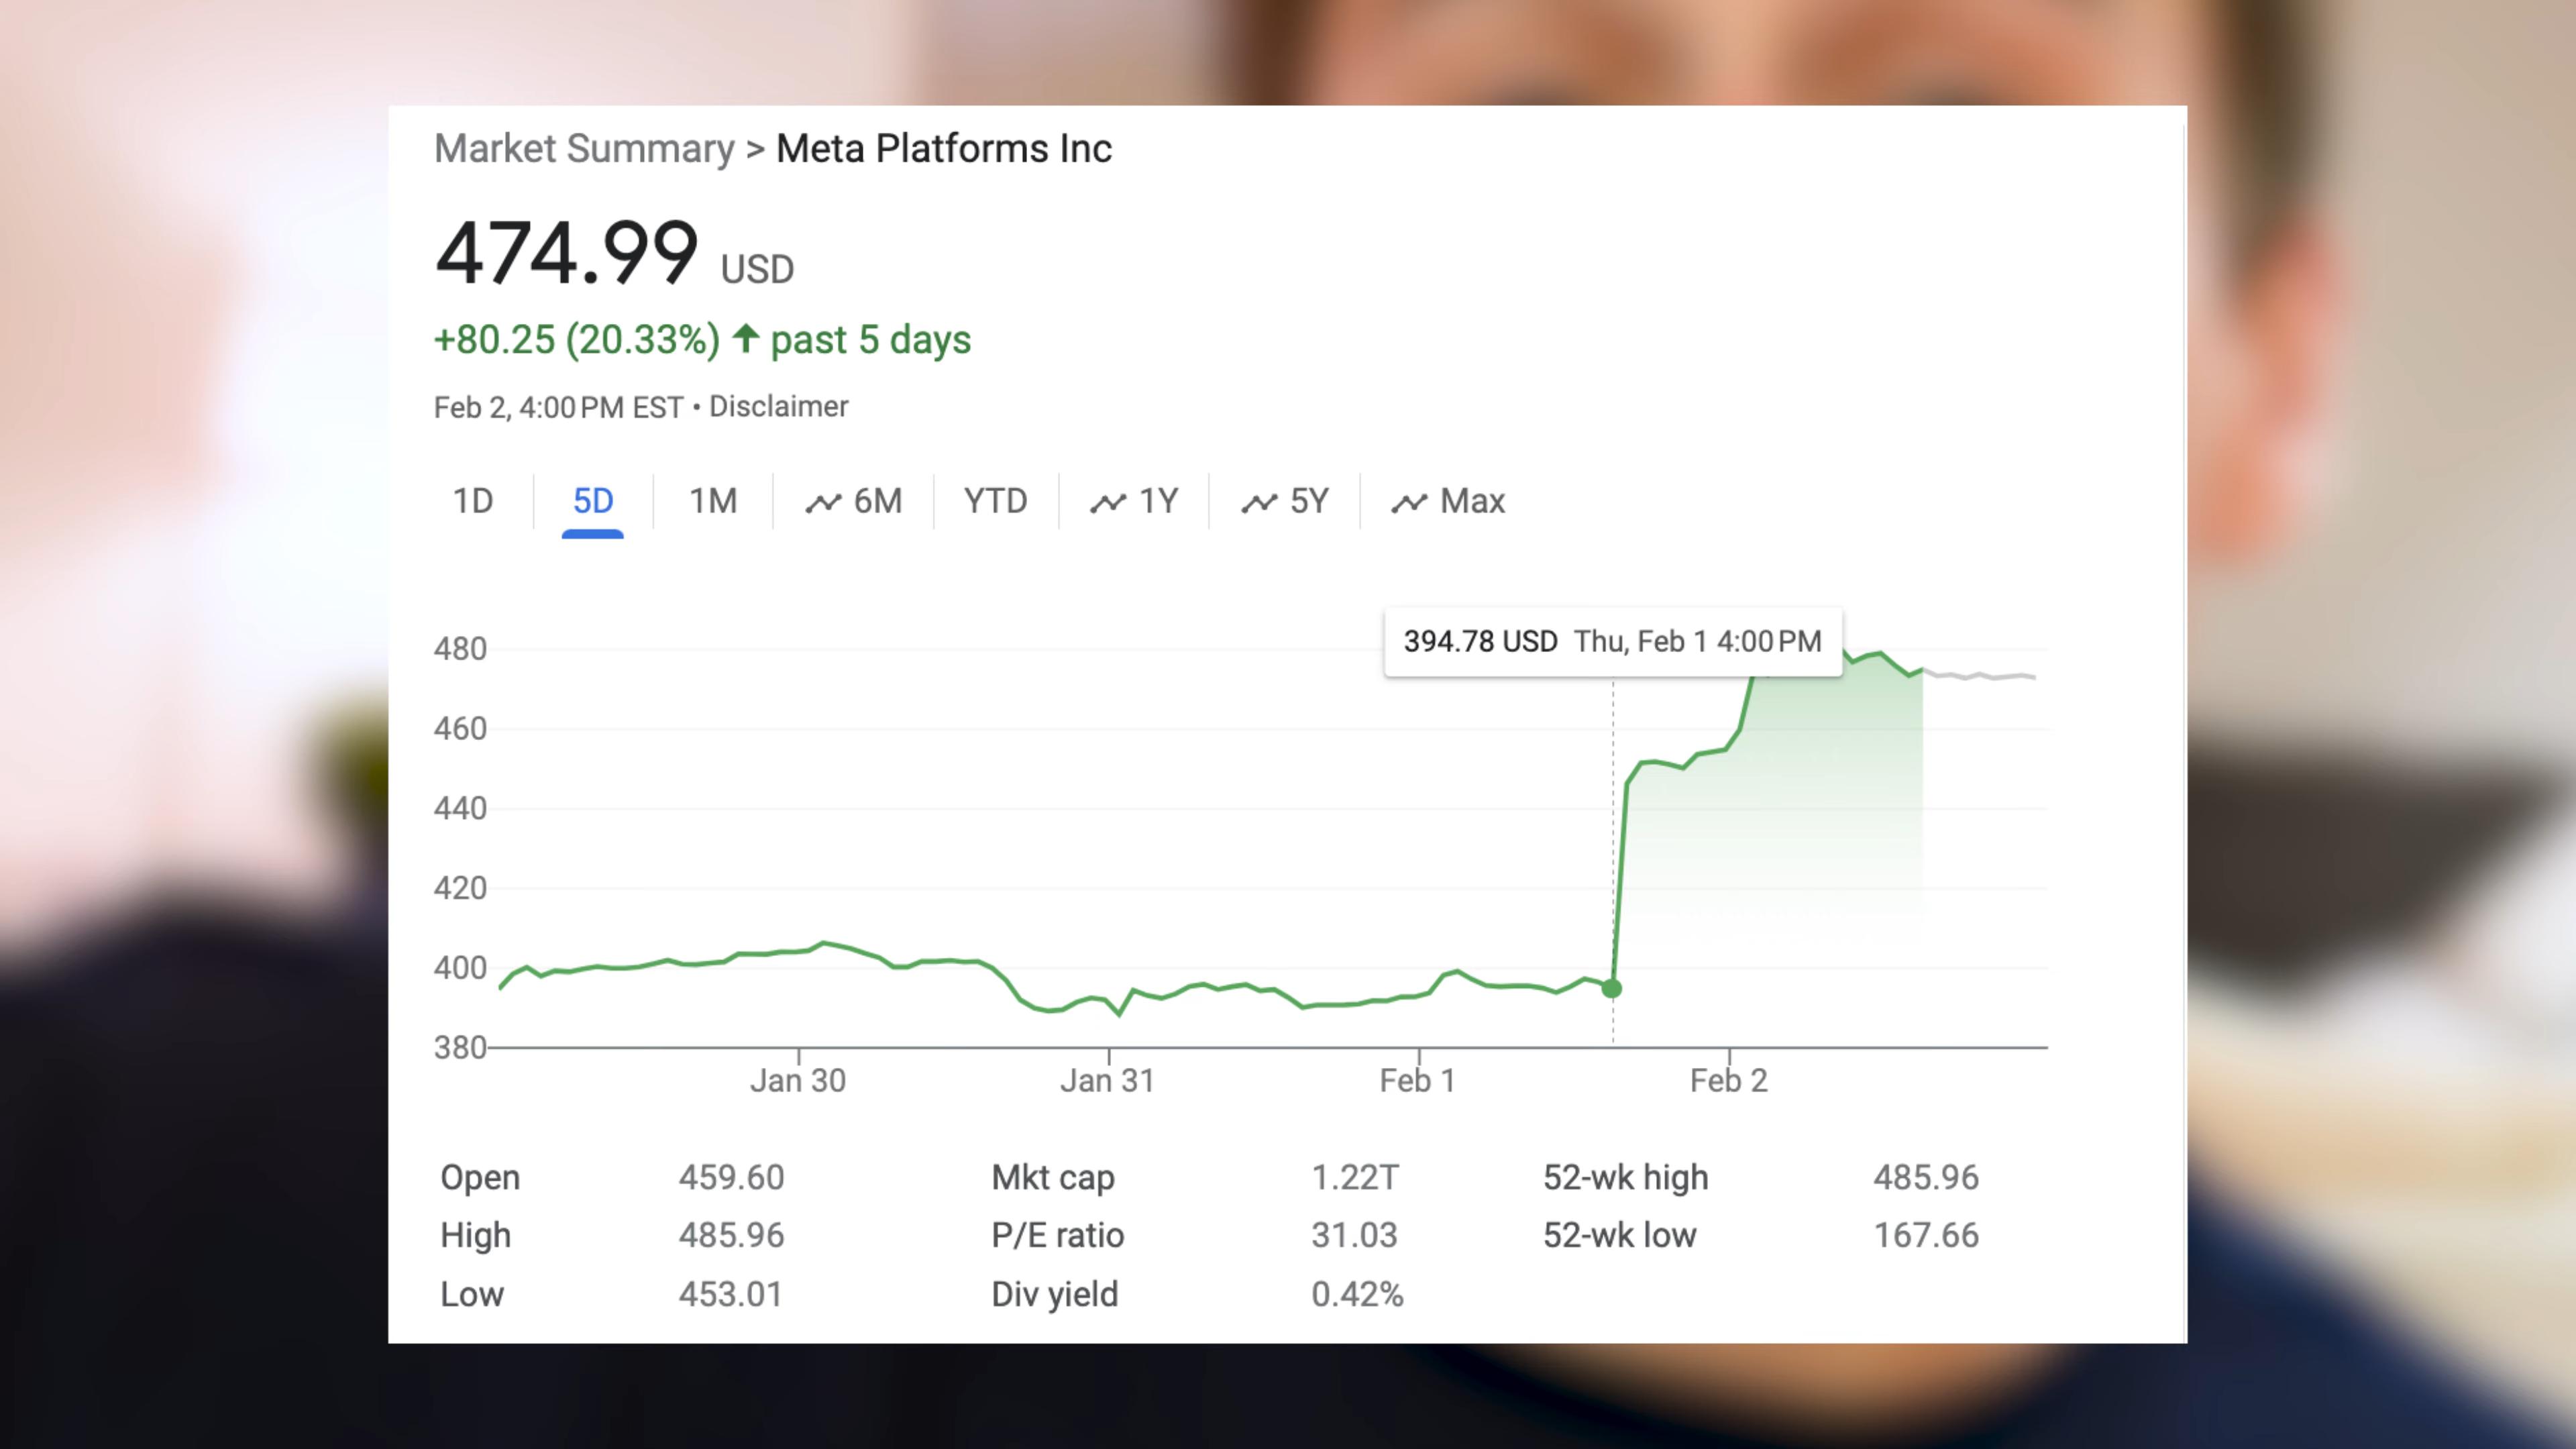 Market Summary > Meta Platforms Inc
474.99 USD
+80.25 (20.33%) ↑ past 5 days
Feb 2, 4:00 PM EST • Disclaimer
1D 5D 1M 6M YTD 1Y 5Y Max
394.78 USD Thu, Feb 1 4:00 PM
480
460
440
420
400
380
Jan 30 Jan 31 Feb 1 Feb 2
Open 459.60 Mkt cap 1.22T 52-wk high 485.96
High 485.96 P/E ratio 31.03 52-wk low 167.66
Low 453.01 Div yield 0.42%